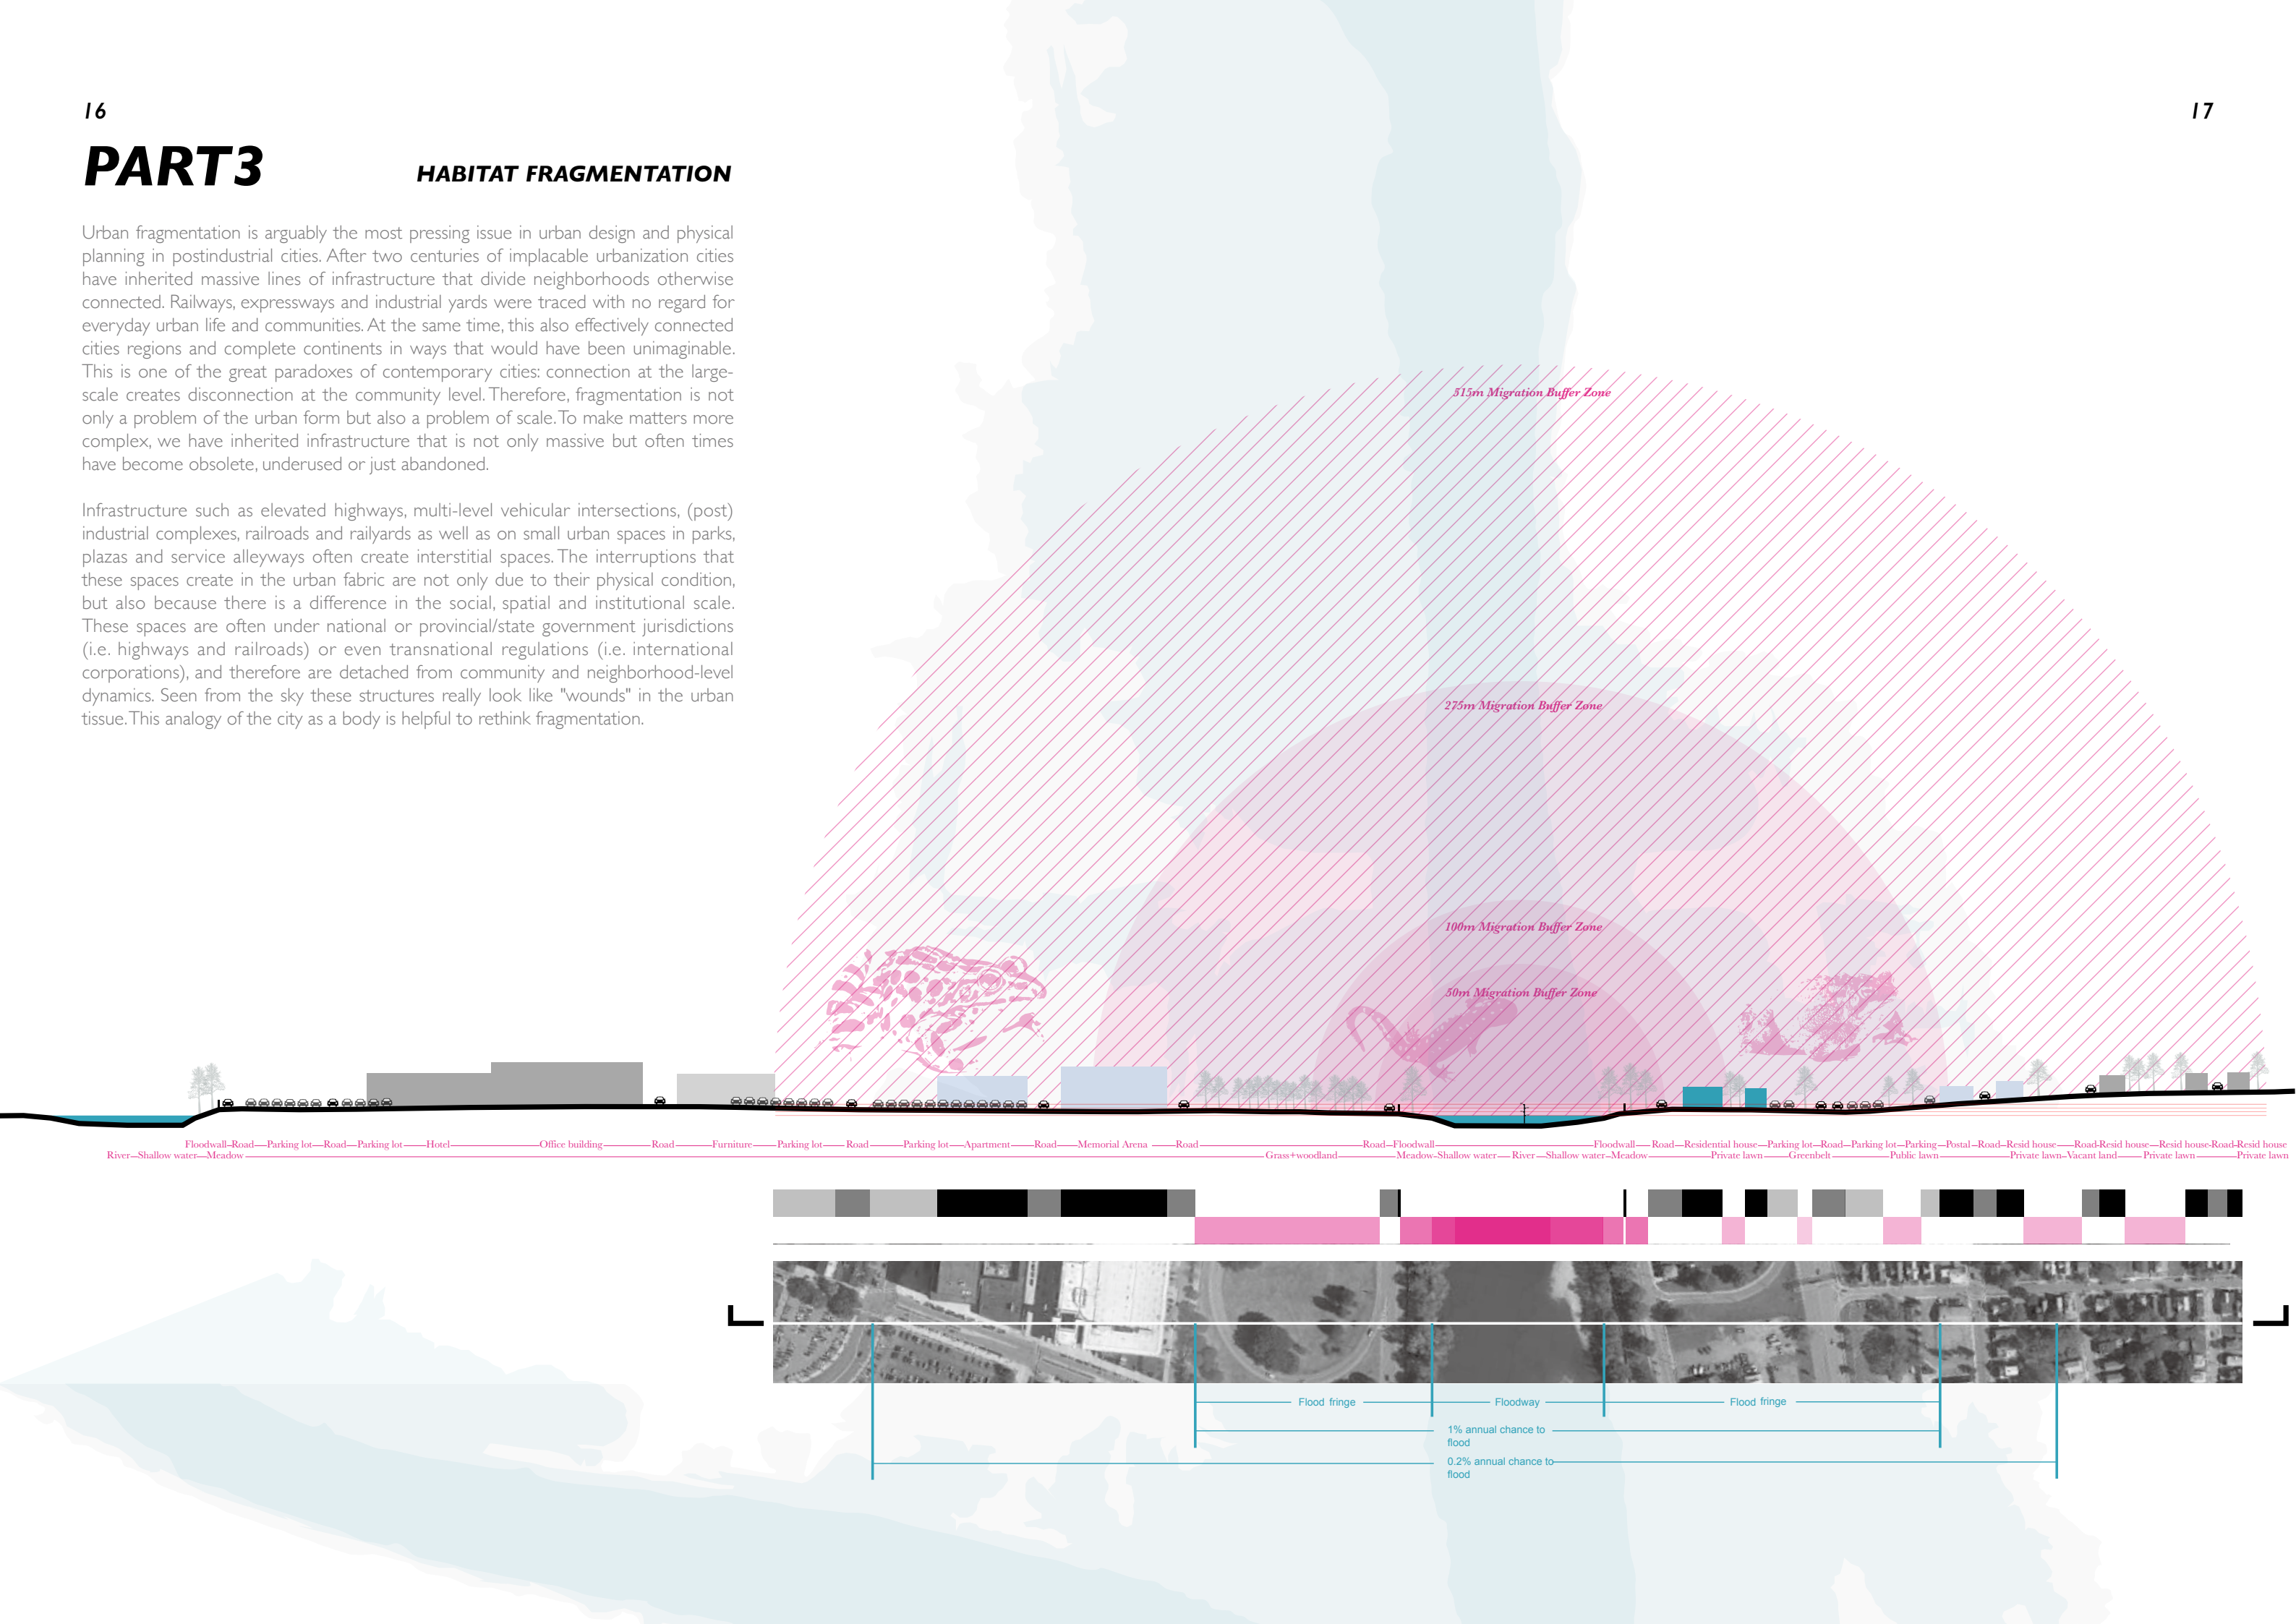 16
17
PART3
HABITAT FRAGMENTATION
Urban fragmentation is arguably the most pressing issue in urban design and physical
planning in postindustrial cities. After two centuries of implacable urbanization cities
have inherited massive lines of infrastructure that divide neighborhoods otherwise
connected. Railways, expressways and industrial yards were traced with no regard for
everyday urban life and communities. At the same time, this also effectively connected
cities regions and complete continents in ways that would have been unimaginable.
This is one of the great paradoxes of contemporary cities: connection at the large-
scale creates disconnection at the community level. Therefore, fragmentation is not
only a problem of the urban form but also a problem of scale. To make matters more
complex, we have inherited infrastructure that is not only massive but often times
have become obsolete, underused or just abandoned.
Infrastructure such as elevated highways, multi-level vehicular intersections, (post)
industrial complexes, railroads and railyards as well as on small urban spaces in parks,
plazas and service alleyways often create interstitial spaces. The interruptions that
these spaces create in the urban fabric are not only due to their physical condition,
but also because there is a difference in the social, spatial and institutional scale.
These spaces are often under national or provincial/state government jurisdictions
(i.e. highways and railroads) or even transnational regulations (i.e. international
corporations), and therefore are detached from community and neighborhood-level
dynamics. Seen from the sky these structures really look like "wounds" in the urban
tissue. This analogy of the city as a body is helpful to rethink fragmentation.
515m Migration Buffer Zone
275m Migration Buffer Zone
100m Migration Buffer Zone
50m Migration Buffer Zone
Floodwall Road Parking lot Road Parking lot Hotel Office building Road Furniture Parking lot Road Parking lot Apartment Road Memorial Arena Road Road Floodwall Floodwall Road Residential house Parking lot Road Parking lot Parking Postal Road Resid house Road Resid house Resid house Road Resid house
River Shallow water Meadow Grass+woodland Meadow Shallow water River Shallow water Meadow Private lawn Greenbelt Public lawn Private lawn Vacant land Private lawn Private lawn
Flood fringe Floodway Flood fringe
1% annual chance to
flood
0.2% annual chance to
flood